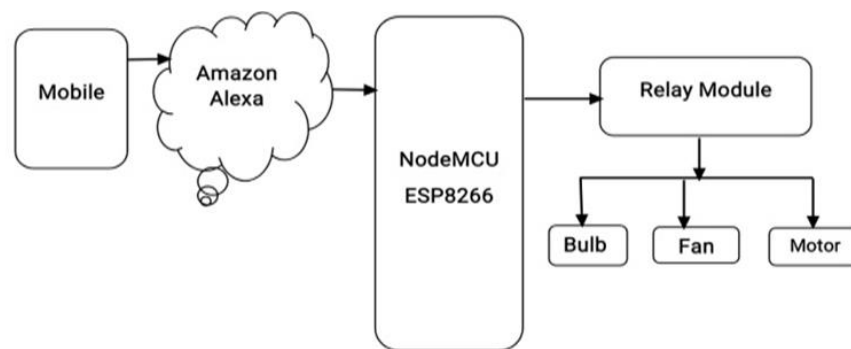 Mobile
Amazon
Alexa
NodeMCU
ESP8266
Relay Module
Bulb
Fan
Motor